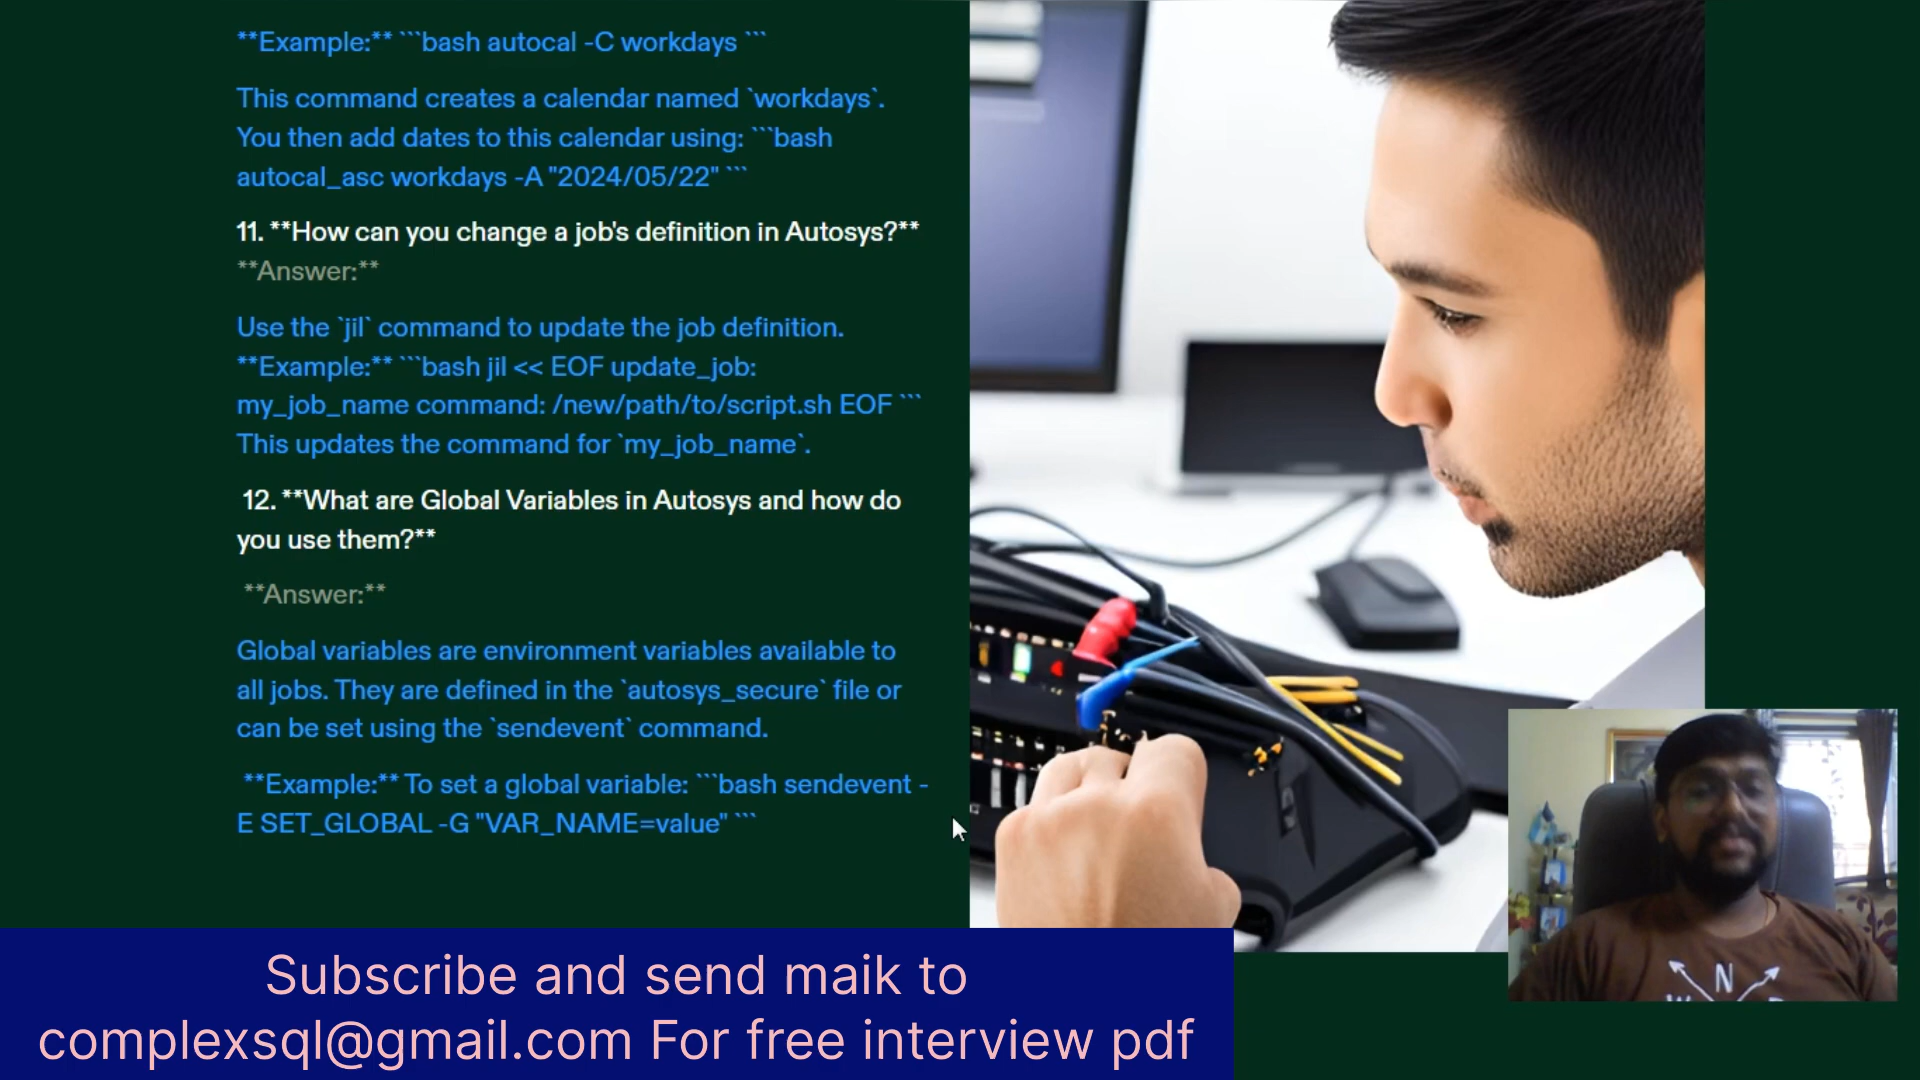 **Example:** ```bash autocal -C workdays ```
This command creates a calendar named `workdays`.
You then add dates to this calendar using: ```bash
autocal_asc workdays -A "2024/05/22" ```
11. **How can you change a job's definition in Autosys?**
**Answer:**
Use the `jil` command to update the job definition.
**Example:** ```bash jil << EOF update_job:
my_job_name command: /new/path/to/script.sh EOF ```
This updates the command for `my_job_name`.
12. **What are Global Variables in Autosys and how do
you use them?**
**Answer:**
Global variables are environment variables available to
all jobs. They are defined in the `autosys_secure` file or
can be set using the `sendevent` command.
**Example:** To set a global variable: ```bash sendevent -
E SET_GLOBAL -G "VAR_NAME=value" ```
Subscribe and send maik to
complexsql@gmail.com For free interview pdf
N